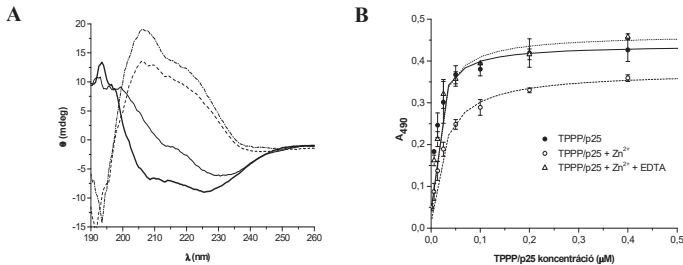 A
B
20
15
10
5
0
-5
-10
-15
Θ (mdeg)
190 200 210 220 230 240 250 260
λ (nm)
0,5
0,4
0,3
0,2
0,1
0,0
A490
TPPP/p25
TPPP/p25 + Zn²⁺
TPPP/p25 + Zn²⁺ + EDTA
0,0 0,1 0,2 0,3 0,4 0,5
TPPP/p25 koncentráció (μM)